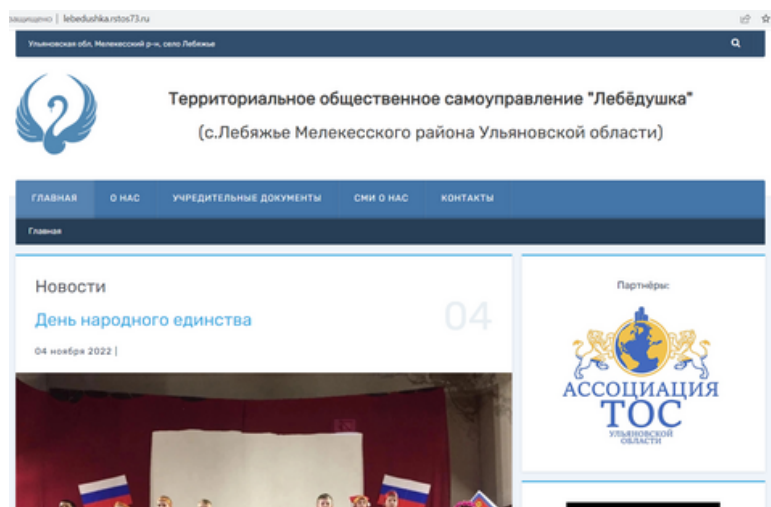 защищено | lebedushka.rstos73.ru
Ульяновская обл, Мелекесский р-н, село Лебяжье
Территориальное общественное самоуправление "Лебёдушка"
(с.Лебяжье Мелекесского района Ульяновской области)
ГЛАВНАЯ О НАС УЧРЕДИТЕЛЬНЫЕ ДОКУМЕНТЫ СМИ О НАС КОНТАКТЫ
Главная
Новости
День народного единства
04
04 ноября 2022 |
Партнёры:
АССОЦИАЦИЯ
ТОС
УЛЬЯНОВСКОЙ
ОБЛАСТИ